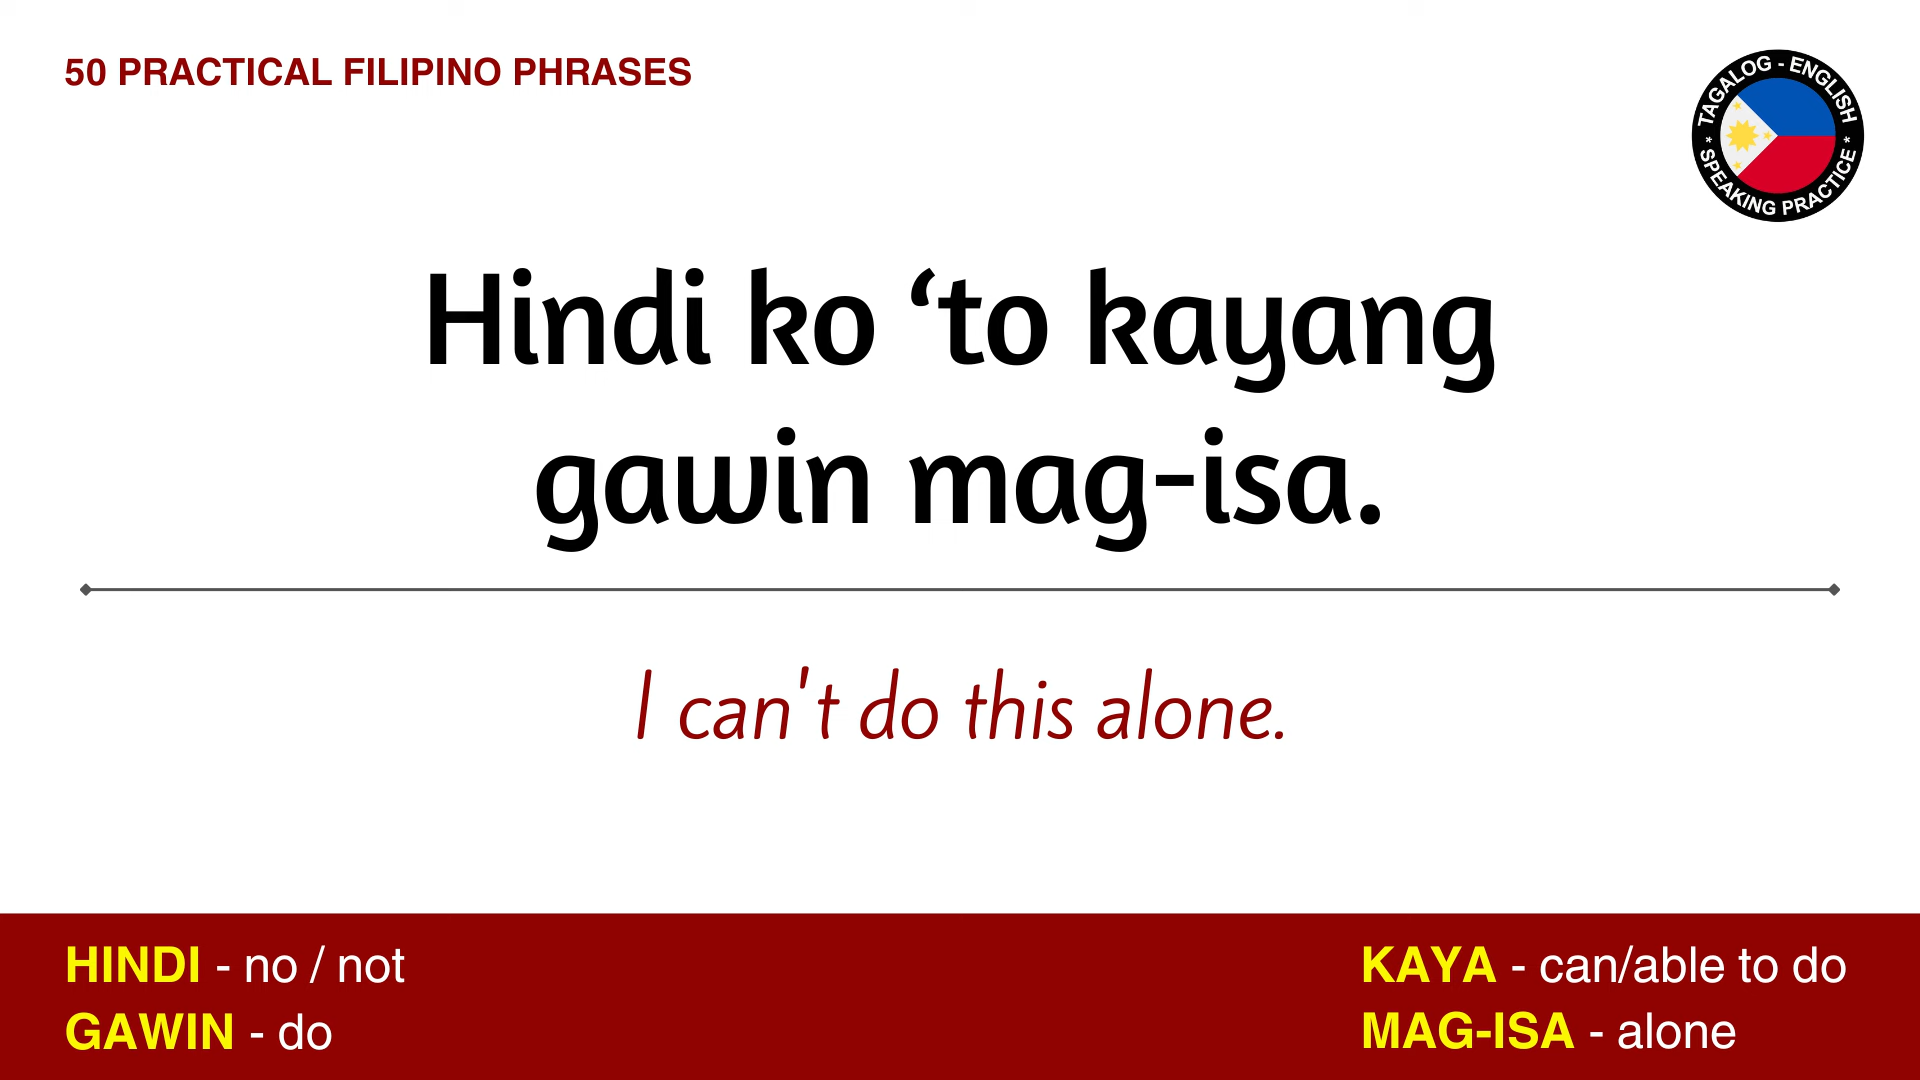 50 PRACTICAL FILIPINO PHRASES
TAGALOG - ENGLISH
* SPEAKING PRACTICE *
Hindi ko ‘to kayang
gawin mag-isa.
I can't do this alone.
HINDI - no / not
GAWIN - do
KAYA - can/able to do
MAG-ISA - alone